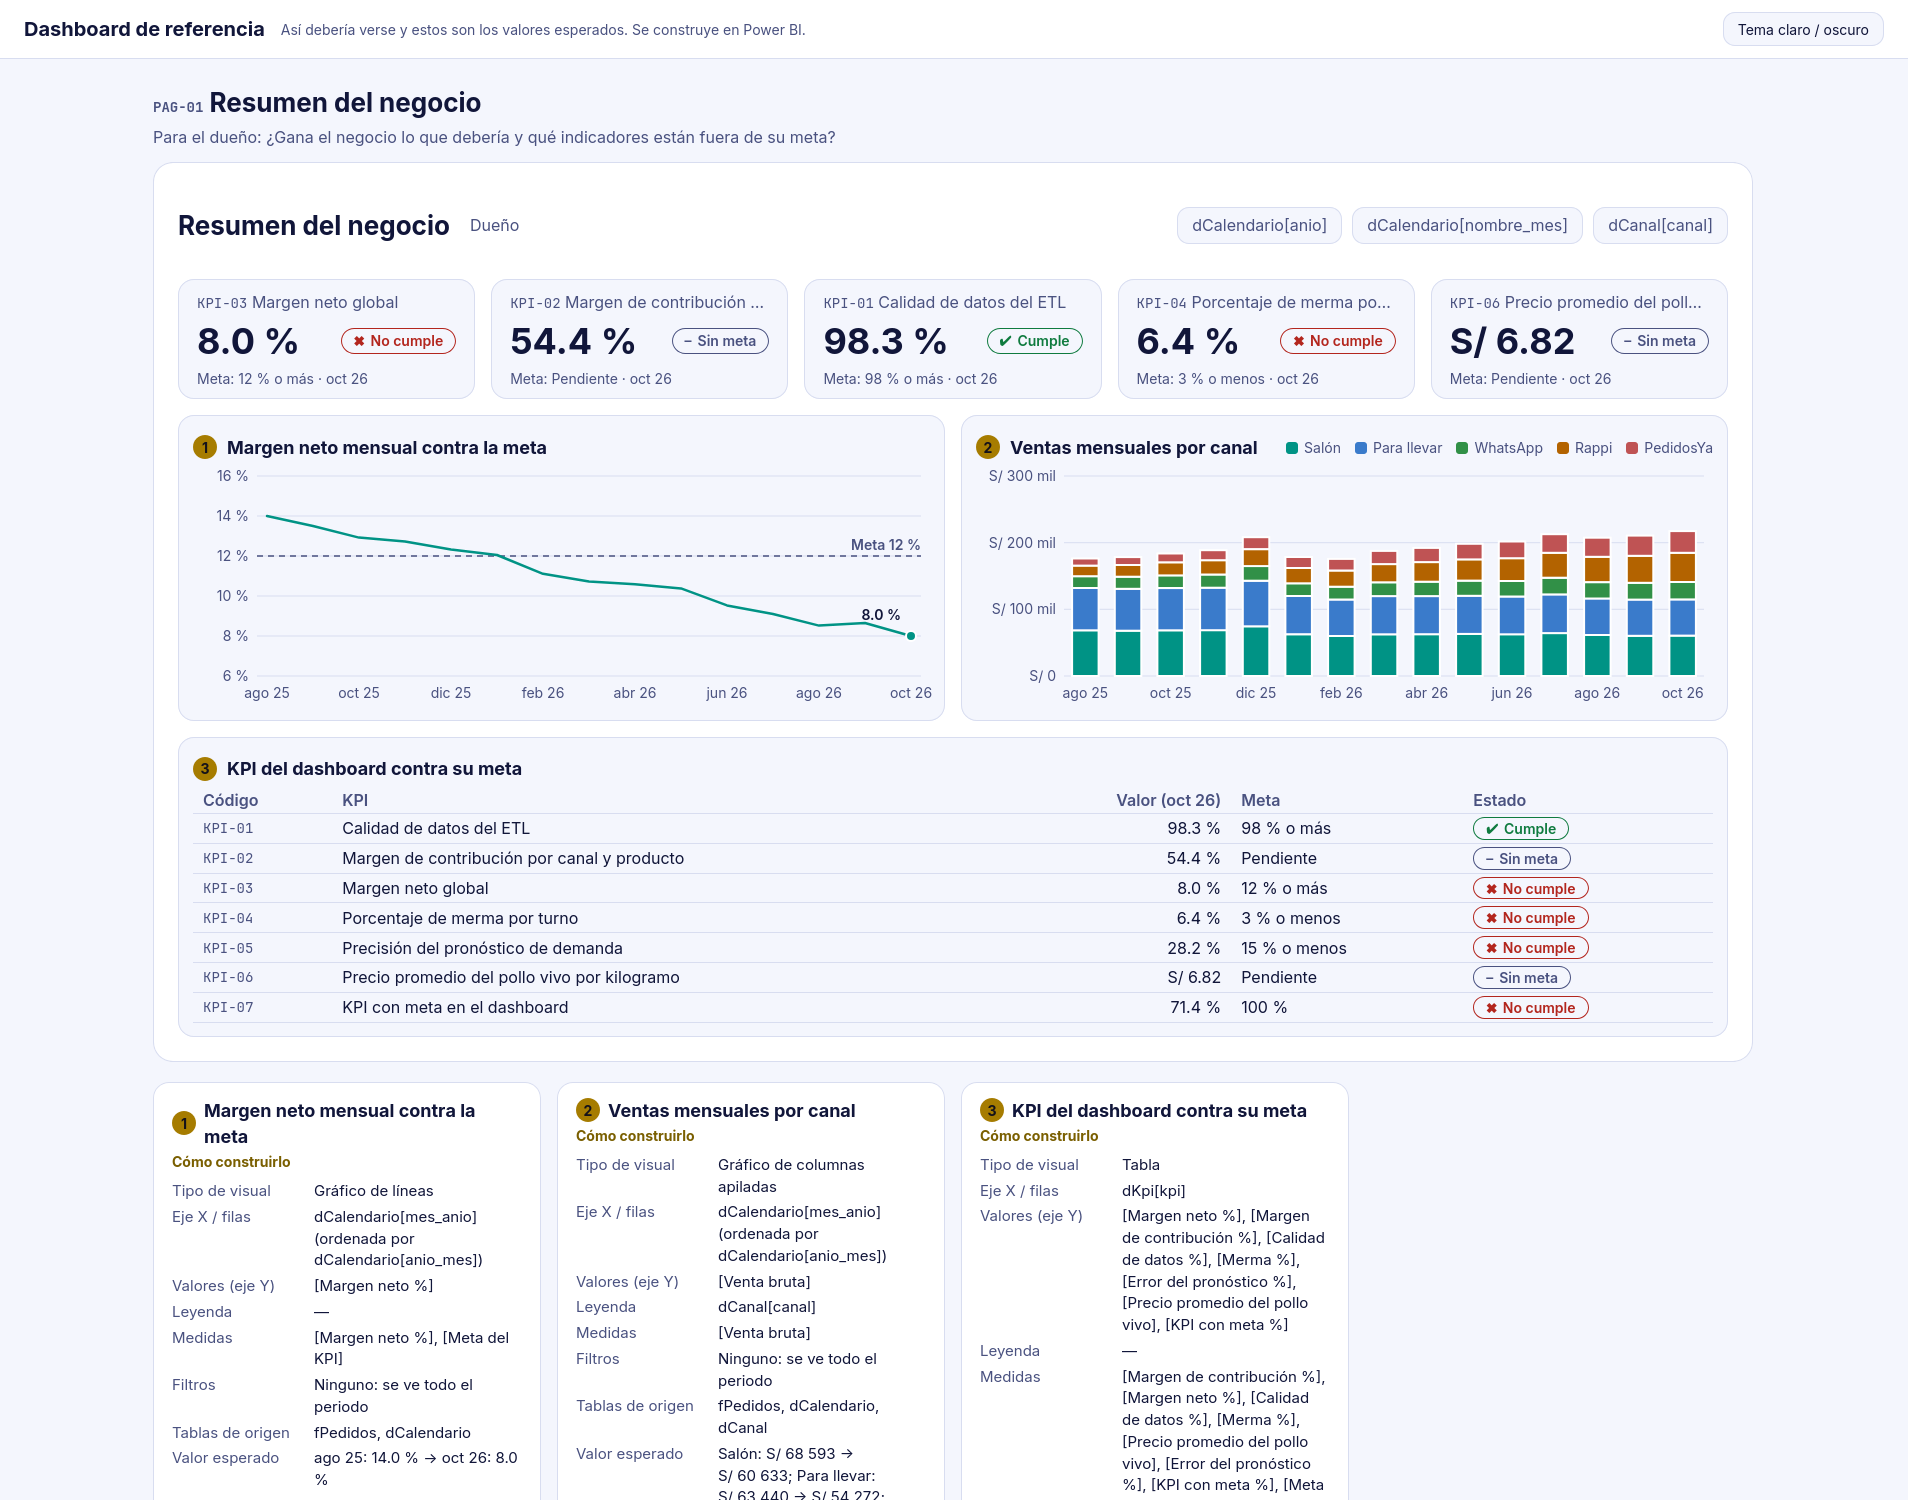 Dashboard de referencia
Así debería verse y estos son los valores esperados. Se construye en Power BI.
Tema claro / oscuro
PAG-01 Resumen del negocio
Para el dueño: ¿Gana el negocio lo que debería y qué indicadores están fuera de su meta?
Resumen del negocio Dueño
dCalendario[anio] dCalendario[nombre_mes] dCanal[canal]
KPI-03 Margen neto global
8.0 % ✖ No cumple
Meta: 12 % o más · oct 26
KPI-02 Margen de contribución ...
54.4 % – Sin meta
Meta: Pendiente · oct 26
KPI-01 Calidad de datos del ETL
98.3 % ✔ Cumple
Meta: 98 % o más · oct 26
KPI-04 Porcentaje de merma po...
6.4 % ✖ No cumple
Meta: 3 % o menos · oct 26
KPI-06 Precio promedio del poll...
S/ 6.82 – Sin meta
Meta: Pendiente · oct 26
1 Margen neto mensual contra la meta
16 %
14 %
12 %
10 %
8 %
6 %
Meta 12 %
8.0 %
ago 25 oct 25 dic 25 feb 26 abr 26 jun 26 ago 26 oct 26
2 Ventas mensuales por canal
Salón Para llevar WhatsApp Rappi PedidosYa
S/ 300 mil
S/ 200 mil
S/ 100 mil
S/ 0
ago 25 oct 25 dic 25 feb 26 abr 26 jun 26 ago 26 oct 26
3 KPI del dashboard contra su meta
Código KPI Valor (oct 26) Meta Estado
KPI-01 Calidad de datos del ETL 98.3 % 98 % o más ✔ Cumple
KPI-02 Margen de contribución por canal y producto 54.4 % Pendiente – Sin meta
KPI-03 Margen neto global 8.0 % 12 % o más ✖ No cumple
KPI-04 Porcentaje de merma por turno 6.4 % 3 % o menos ✖ No cumple
KPI-05 Precisión del pronóstico de demanda 28.2 % 15 % o menos ✖ No cumple
KPI-06 Precio promedio del pollo vivo por kilogramo S/ 6.82 Pendiente – Sin meta
KPI-07 KPI con meta en el dashboard 71.4 % 100 % ✖ No cumple
1 Margen neto mensual contra la
meta
Cómo construirlo
Tipo de visual Gráfico de líneas
Eje X / filas dCalendario[mes_anio]
(ordenada por
dCalendario[anio_mes])
Valores (eje Y) [Margen neto %]
Leyenda —
Medidas [Margen neto %], [Meta del
KPI]
Filtros Ninguno: se ve todo el
periodo
Tablas de origen fPedidos, dCalendario
Valor esperado ago 25: 14.0 % → oct 26: 8.0
%
2 Ventas mensuales por canal
Cómo construirlo
Tipo de visual Gráfico de columnas
apiladas
Eje X / filas dCalendario[mes_anio]
(ordenada por
dCalendario[anio_mes])
Valores (eje Y) [Venta bruta]
Leyenda dCanal[canal]
Medidas [Venta bruta]
Filtros Ninguno: se ve todo el
periodo
Tablas de origen fPedidos, dCalendario,
dCanal
Valor esperado Salón: S/ 68 593 →
S/ 60 633; Para llevar:
S/ 63 440 → S/ 54 272;
3 KPI del dashboard contra su meta
Cómo construirlo
Tipo de visual Tabla
Eje X / filas dKpi[kpi]
Valores (eje Y) [Margen neto %], [Margen
de contribución %], [Calidad
de datos %], [Merma %],
[Error del pronóstico %],
[Precio promedio del pollo
vivo], [KPI con meta %]
Leyenda —
Medidas [Margen de contribución %],
[Margen neto %], [Calidad
de datos %], [Merma %],
[Precio promedio del pollo
vivo], [Error del pronóstico
%], [KPI con meta %], [Meta